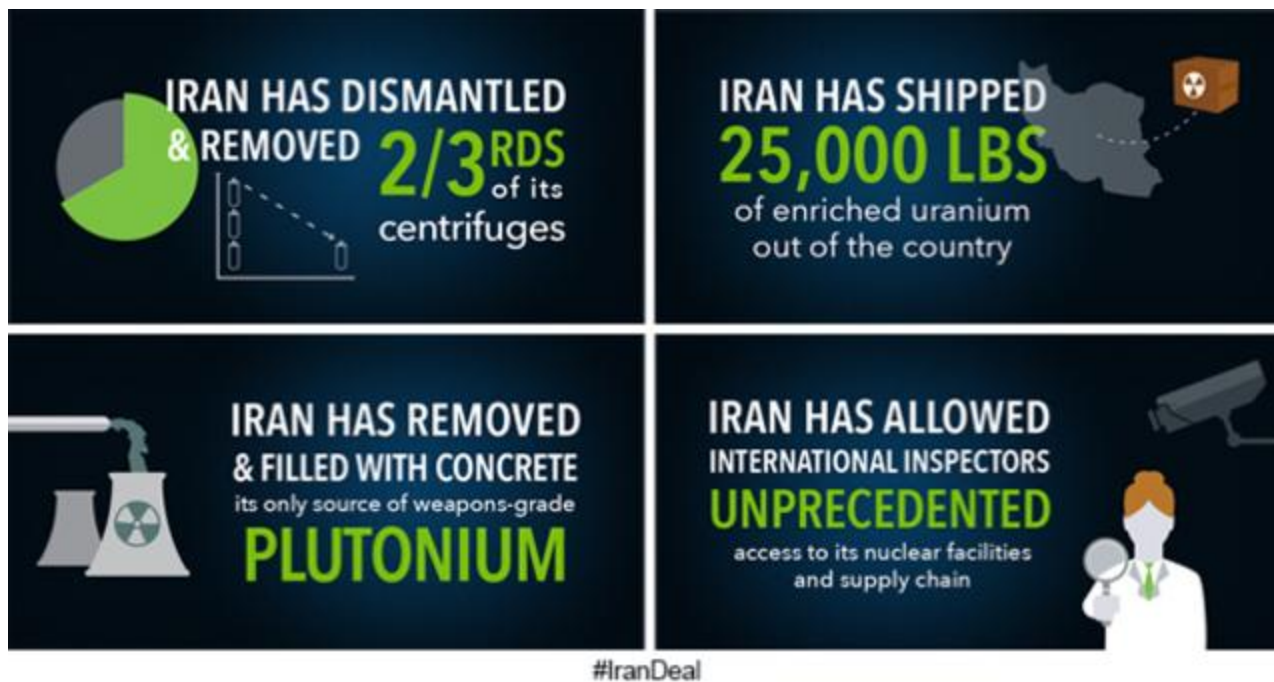 IRAN HAS DISMANTLED
& REMOVED 2/3RDS
of its
centrifuges
IRAN HAS SHIPPED
25,000 LBS
of enriched uranium
out of the country
IRAN HAS REMOVED
& FILLED WITH CONCRETE
its only source of weapons-grade
PLUTONIUM
IRAN HAS ALLOWED
INTERNATIONAL INSPECTORS
UNPRECEDENTED
access to its nuclear facilities
and supply chain
#IranDeal